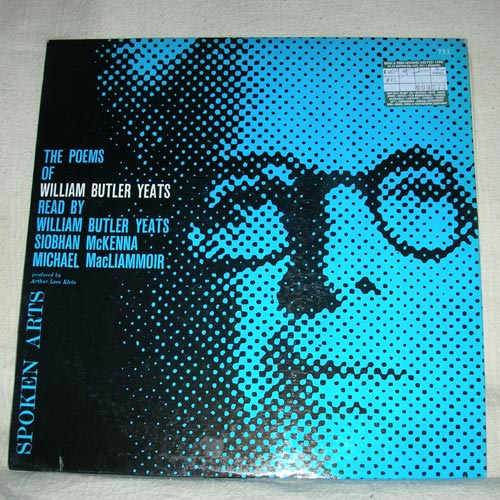 753
THE POEMS
OF
WILLIAM BUTLER YEATS
READ BY
WILLIAM BUTLER YEATS
SIOBHAN McKENNA
MICHAEL MacLIAMMOIR
produced by
Arthur Luce Klein
SPOKEN ARTS